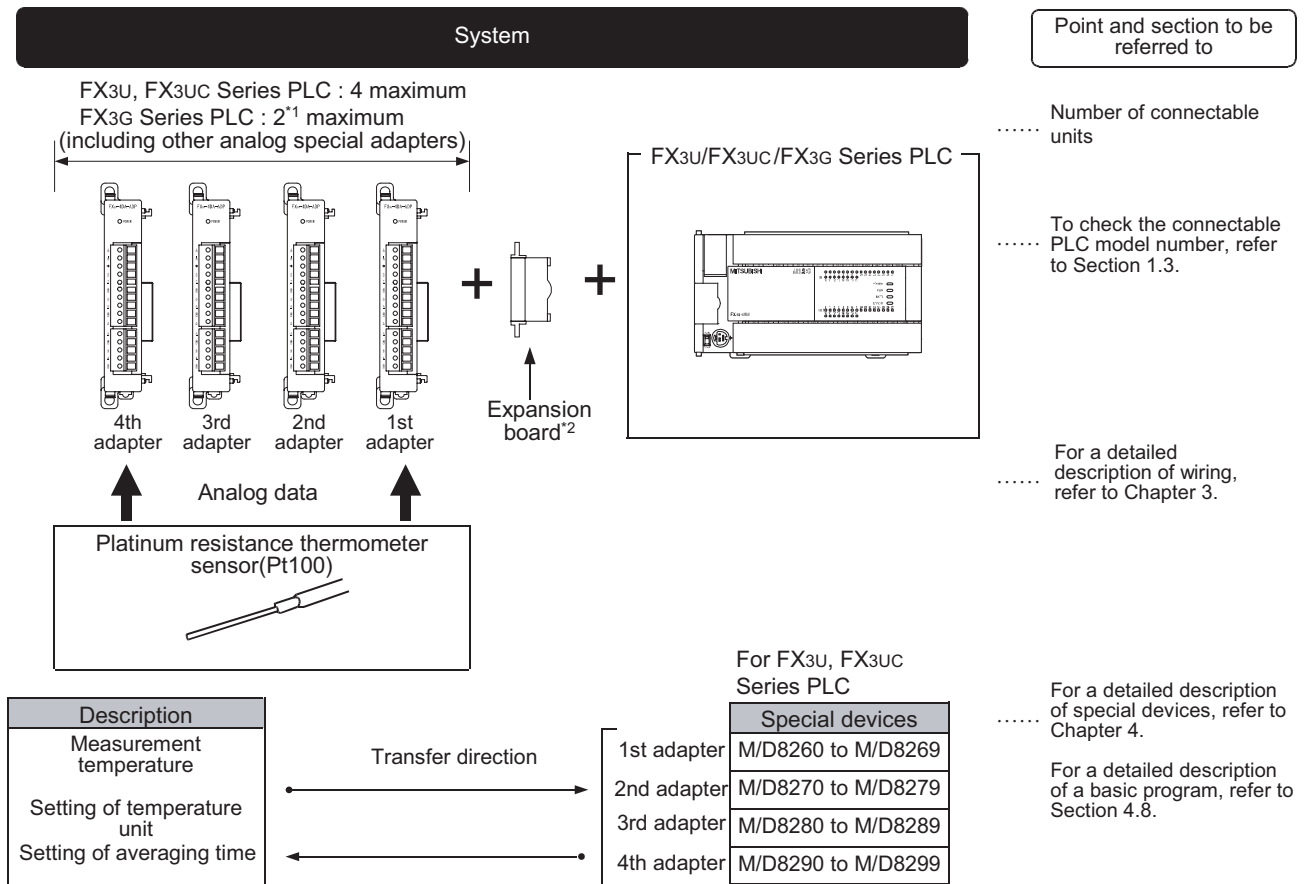 System
Point and section to be
referred to
FX3U, FX3UC Series PLC : 4 maximum
FX3G Series PLC : 2*1 maximum
(including other analog special adapters)
FX3U/FX3UC/FX3G Series PLC
...... Number of connectable
units
...... To check the connectable
PLC model number, refer
to Section 1.3.
POWER
POWER
POWER
POWER
MITSUBISHI
+
+
4th
adapter
3rd
adapter
2nd
adapter
1st
adapter
Expansion
board*2
...... For a detailed
description of wiring,
refer to Chapter 3.
Analog data
Platinum resistance thermometer
sensor(Pt100)
For FX3U, FX3UC
Series PLC
Description
Measurement
temperature
Setting of temperature
unit
Setting of averaging time
Transfer direction
Special devices
1st adapter M/D8260 to M/D8269
2nd adapter M/D8270 to M/D8279
3rd adapter M/D8280 to M/D8289
4th adapter M/D8290 to M/D8299
...... For a detailed description
of special devices, refer to
Chapter 4.
For a detailed description
of a basic program, refer to
Section 4.8.